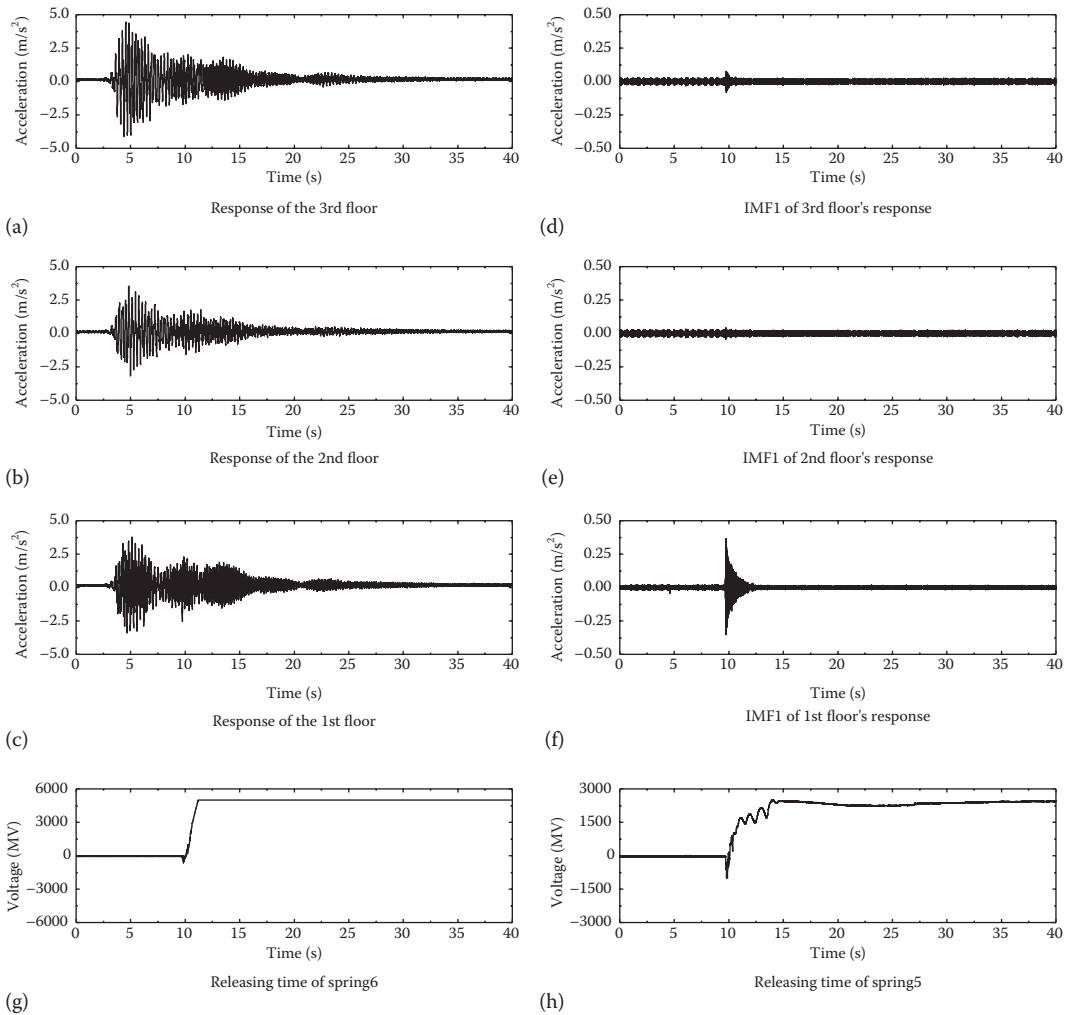 5.0
2.5
0.0
−2.5
−5.0
Acceleration (m/s²)
0 5 10 15 20 25 30 35 40
Time (s)
Response of the 3rd floor
(a)
0.50
0.25
0.00
−0.25
−0.50
Acceleration (m/s²)
0 5 10 15 20 25 30 35 40
Time (s)
IMF1 of 3rd floor's response
(d)
5.0
2.5
0.0
−2.5
−5.0
Acceleration (m/s²)
0 5 10 15 20 25 30 35 40
Time (s)
Response of the 2nd floor
(b)
0.50
0.25
0.00
−0.25
−0.50
Acceleration (m/s²)
0 5 10 15 20 25 30 35 40
Time (s)
IMF1 of 2nd floor's response
(e)
5.0
2.5
0.0
−2.5
−5.0
Acceleration (m/s²)
0 5 10 15 20 25 30 35 40
Time (s)
Response of the 1st floor
(c)
0.50
0.25
0.00
−0.25
−0.50
Acceleration (m/s²)
0 5 10 15 20 25 30 35 40
Time (s)
IMF1 of 1st floor's response
(f)
6000
3000
0
−3000
−6000
Voltage (MV)
0 5 10 15 20 25 30 35 40
Time (s)
Releasing time of spring6
(g)
3000
1500
0
−1500
−3000
Voltage (MV)
0 5 10 15 20 25 30 35 40
Time (s)
Releasing time of spring5
(h)